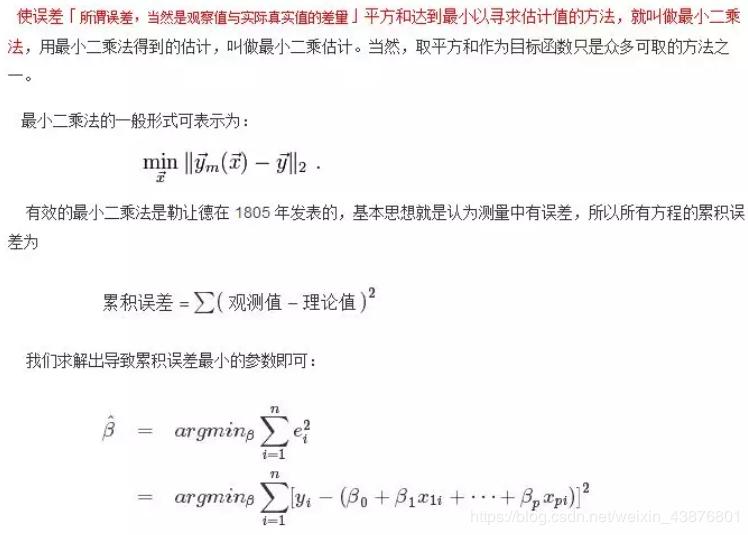 使误差「所谓误差，当然是观察值与实际真实值的差量」平方和达到最小以寻求估计值的方法，就叫做最小二乘
法，用最小二乘法得到的估计，叫做最小二乘估计。当然，取平方和作为目标函数只是众多可取的方法之
一。
最小二乘法的一般形式可表示为：
\min_{\vec{x}} \|\vec{y}_m(\vec{x}) - \vec{y}\|_2 .
有效的最小二乘法是勒让德在 1805 年发表的，基本思想就是认为测量中有误差，所以所有方程的累积误
差为
累积误差 = ∑( 观测值 − 理论值 )^2
我们求解出导致累积误差最小的参数即可：
\hat{\beta} = argmin_{\beta} \sum_{i=1}^{n} e_i^2
= argmin_{\beta} \sum_{i=1}^{n} [y_i - (\beta_0 + \beta_1 x_{1i} + \cdots + \beta_p x_{pi})]^2
https://blog.csdn.net/weixin_43876801